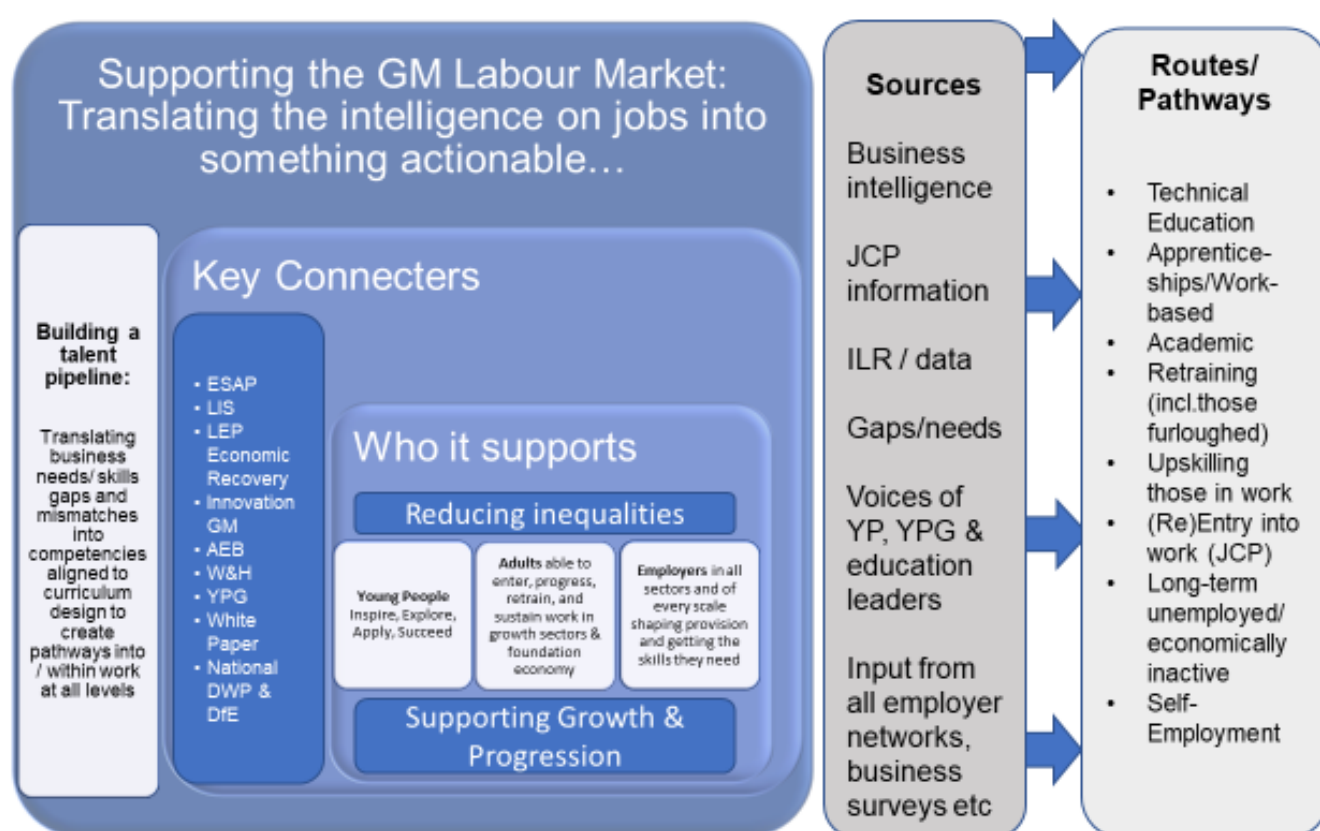 Supporting the GM Labour Market:
Translating the intelligence on jobs into
something actionable…
Building a
talent
pipeline:
Translating
business
needs/ skills
gaps and
mismatches
into
competencies
aligned to
curriculum
design to
create
pathways into
/ within work
at all levels
Key Connecters
• ESAP
• LIS
• LEP
Economic
Recovery
• Innovation
GM
• AEB
• W&H
• YPG
• White
Paper
• National
DWP &
DfE
Who it supports
Reducing inequalities
Young People
Inspire, Explore,
Apply, Succeed
Adults able to
enter, progress,
retrain, and
sustain work in
growth sectors &
foundation
economy
Employers in all
sectors and of
every scale
shaping provision
and getting the
skills they need
Supporting Growth &
Progression
Sources
Business
intelligence
JCP
information
ILR / data
Gaps/needs
Voices of
YP, YPG &
education
leaders
Input from
all employer
networks,
business
surveys etc
Routes/
Pathways
• Technical
Education
• Apprentice-
ships/Work-
based
• Academic
• Retraining
(incl.those
furloughed)
• Upskilling
those in work
• (Re)Entry into
work (JCP)
• Long-term
unemployed/
economically
inactive
• Self-
Employment